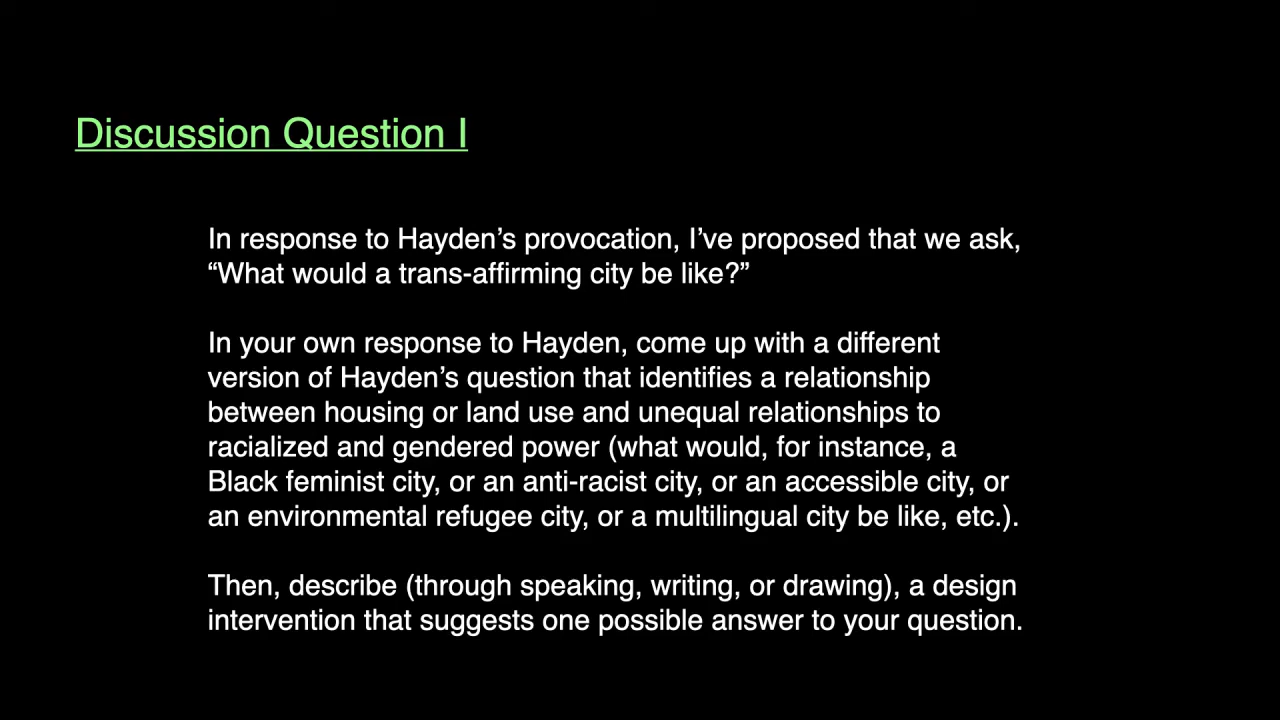 Discussion Question I
In response to Hayden’s provocation, I’ve proposed that we ask,
“What would a trans-affirming city be like?”
In your own response to Hayden, come up with a different
version of Hayden’s question that identifies a relationship
between housing or land use and unequal relationships to
racialized and gendered power (what would, for instance, a
Black feminist city, or an anti-racist city, or an accessible city, or
an environmental refugee city, or a multilingual city be like, etc.).
Then, describe (through speaking, writing, or drawing), a design
intervention that suggests one possible answer to your question.